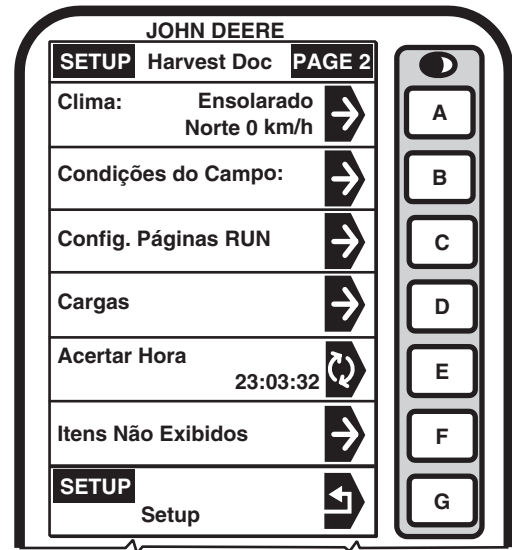 JOHN DEERE
SETUP Harvest Doc PAGE 2
Clima: Ensolarado
Norte 0 km/h
A
Condições do Campo:
B
Config. Páginas RUN
C
Cargas
D
Acertar Hora
23:03:32
E
Itens Não Exibidos
F
SETUP
Setup
G